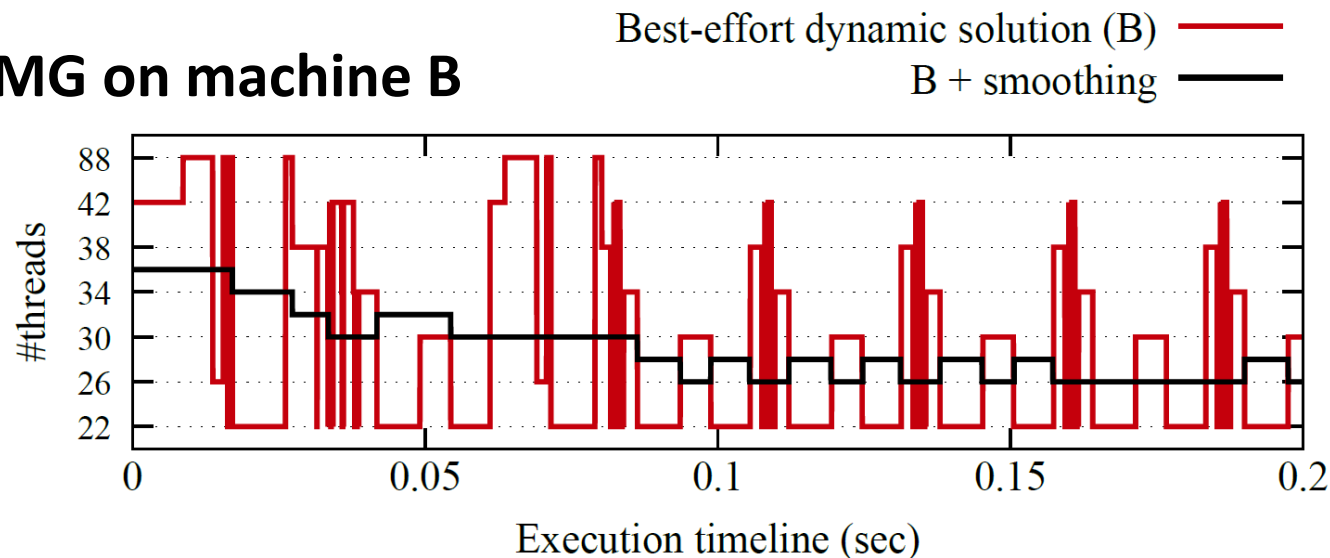 Best-effort dynamic solution (B)
MG on machine B
B + smoothing
88
42
38
34
30
26
22
#threads
0 0.05 0.1 0.15 0.2
Execution timeline (sec)